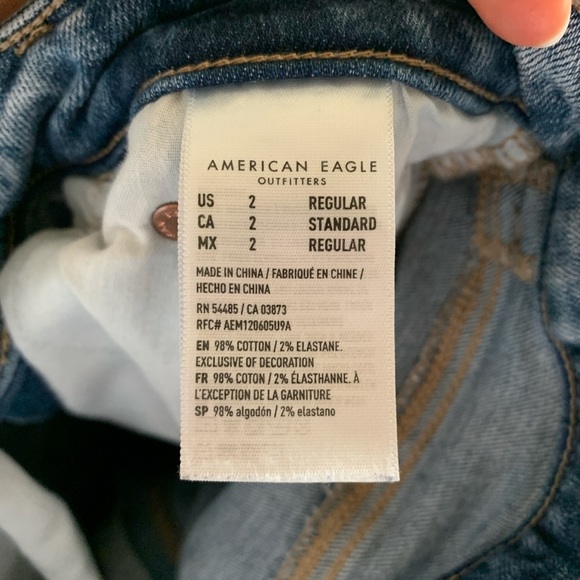 AMERICAN EAGLE
OUTFITTERS
US 2 REGULAR
CA 2 STANDARD
MX 2 REGULAR
MADE IN CHINA / FABRIQUÉ EN CHINE /
HECHO EN CHINA
RN 54485 / CA 03873
RFC# AEM120605U9A
EN 98% COTTON / 2% ELASTANE.
EXCLUSIVE OF DECORATION
FR 98% COTON / 2% ÉLASTHANNE. À
L'EXCEPTION DE LA GARNITURE
SP 98% algodón / 2% elastano